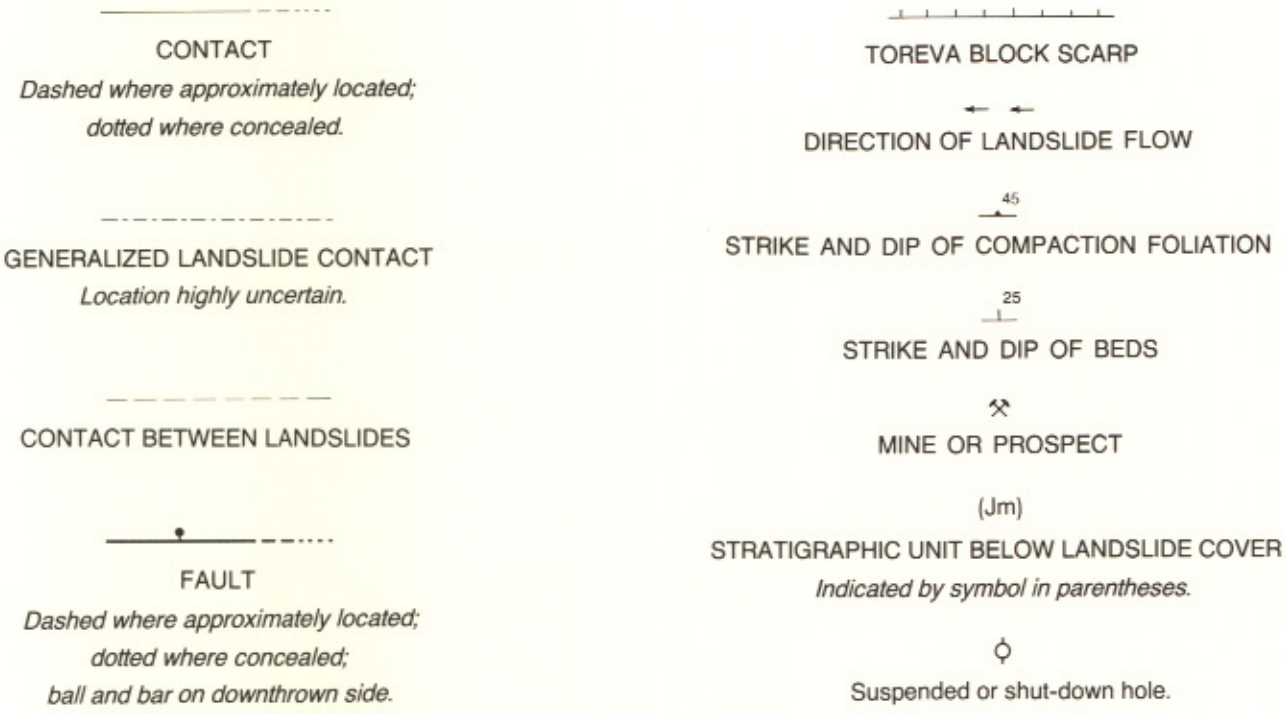 CONTACT
Dashed where approximately located;
dotted where concealed.
GENERALIZED LANDSLIDE CONTACT
Location highly uncertain.
CONTACT BETWEEN LANDSLIDES
FAULT
Dashed where approximately located;
dotted where concealed;
ball and bar on downthrown side.
TOREVA BLOCK SCARP
DIRECTION OF LANDSLIDE FLOW
45
STRIKE AND DIP OF COMPACTION FOLIATION
25
STRIKE AND DIP OF BEDS
MINE OR PROSPECT
(Jm)
STRATIGRAPHIC UNIT BELOW LANDSLIDE COVER
Indicated by symbol in parentheses.
Suspended or shut-down hole.